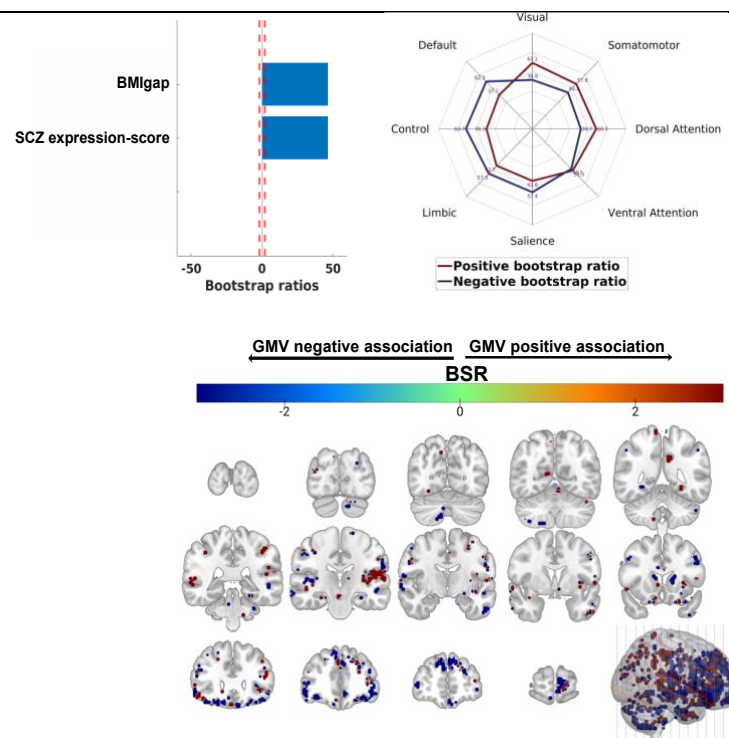 BMIgap
SCZ expression-score
-50
0
50
Bootstrap ratios
Visual
Default
Somatomotor
Control
Dorsal Attention
Limbic
Ventral Attention
Salience
Positive bootstrap ratio
Negative bootstrap ratio
GMV negative association
GMV positive association
BSR
-2
0
2